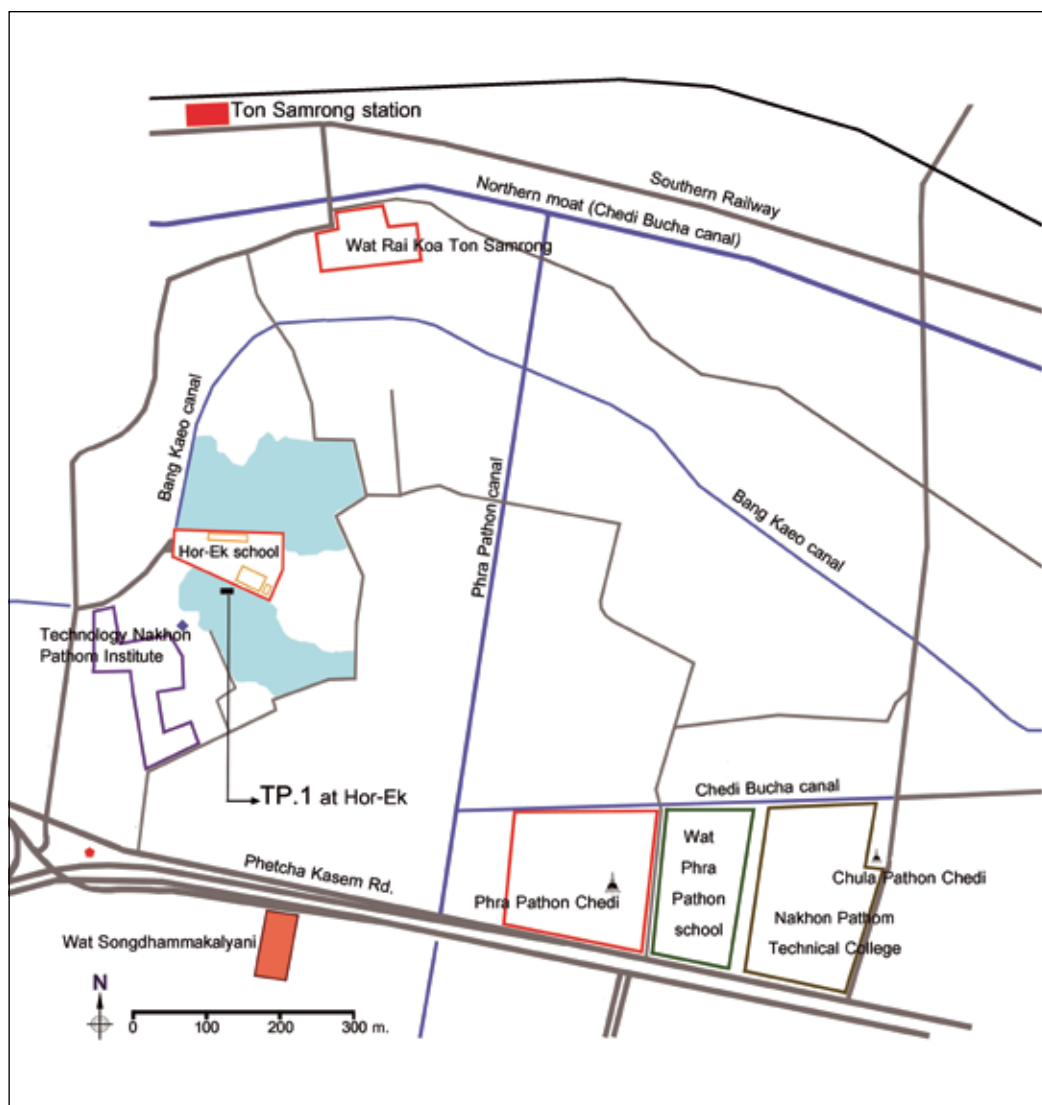 Ton Samrong station
Southern Railway
Northern moat (Chedi Bucha canal)
Wat Rai Koa Ton Samrong
Bang Kaeo canal
Phra Pathon canal
Bang Kaeo canal
Hor-Ek school
Technology Nakhon
Pathom Institute
TP.1 at Hor-Ek
Chedi Bucha canal
Wat
Phra
Pathon
school
Phetcha Kasem Rd.
Phra Pathon Chedi
Chula Pathon Chedi
Nakhon Pathom
Technical College
Wat Songdhammakalyani
N
0 100 200 300 m.